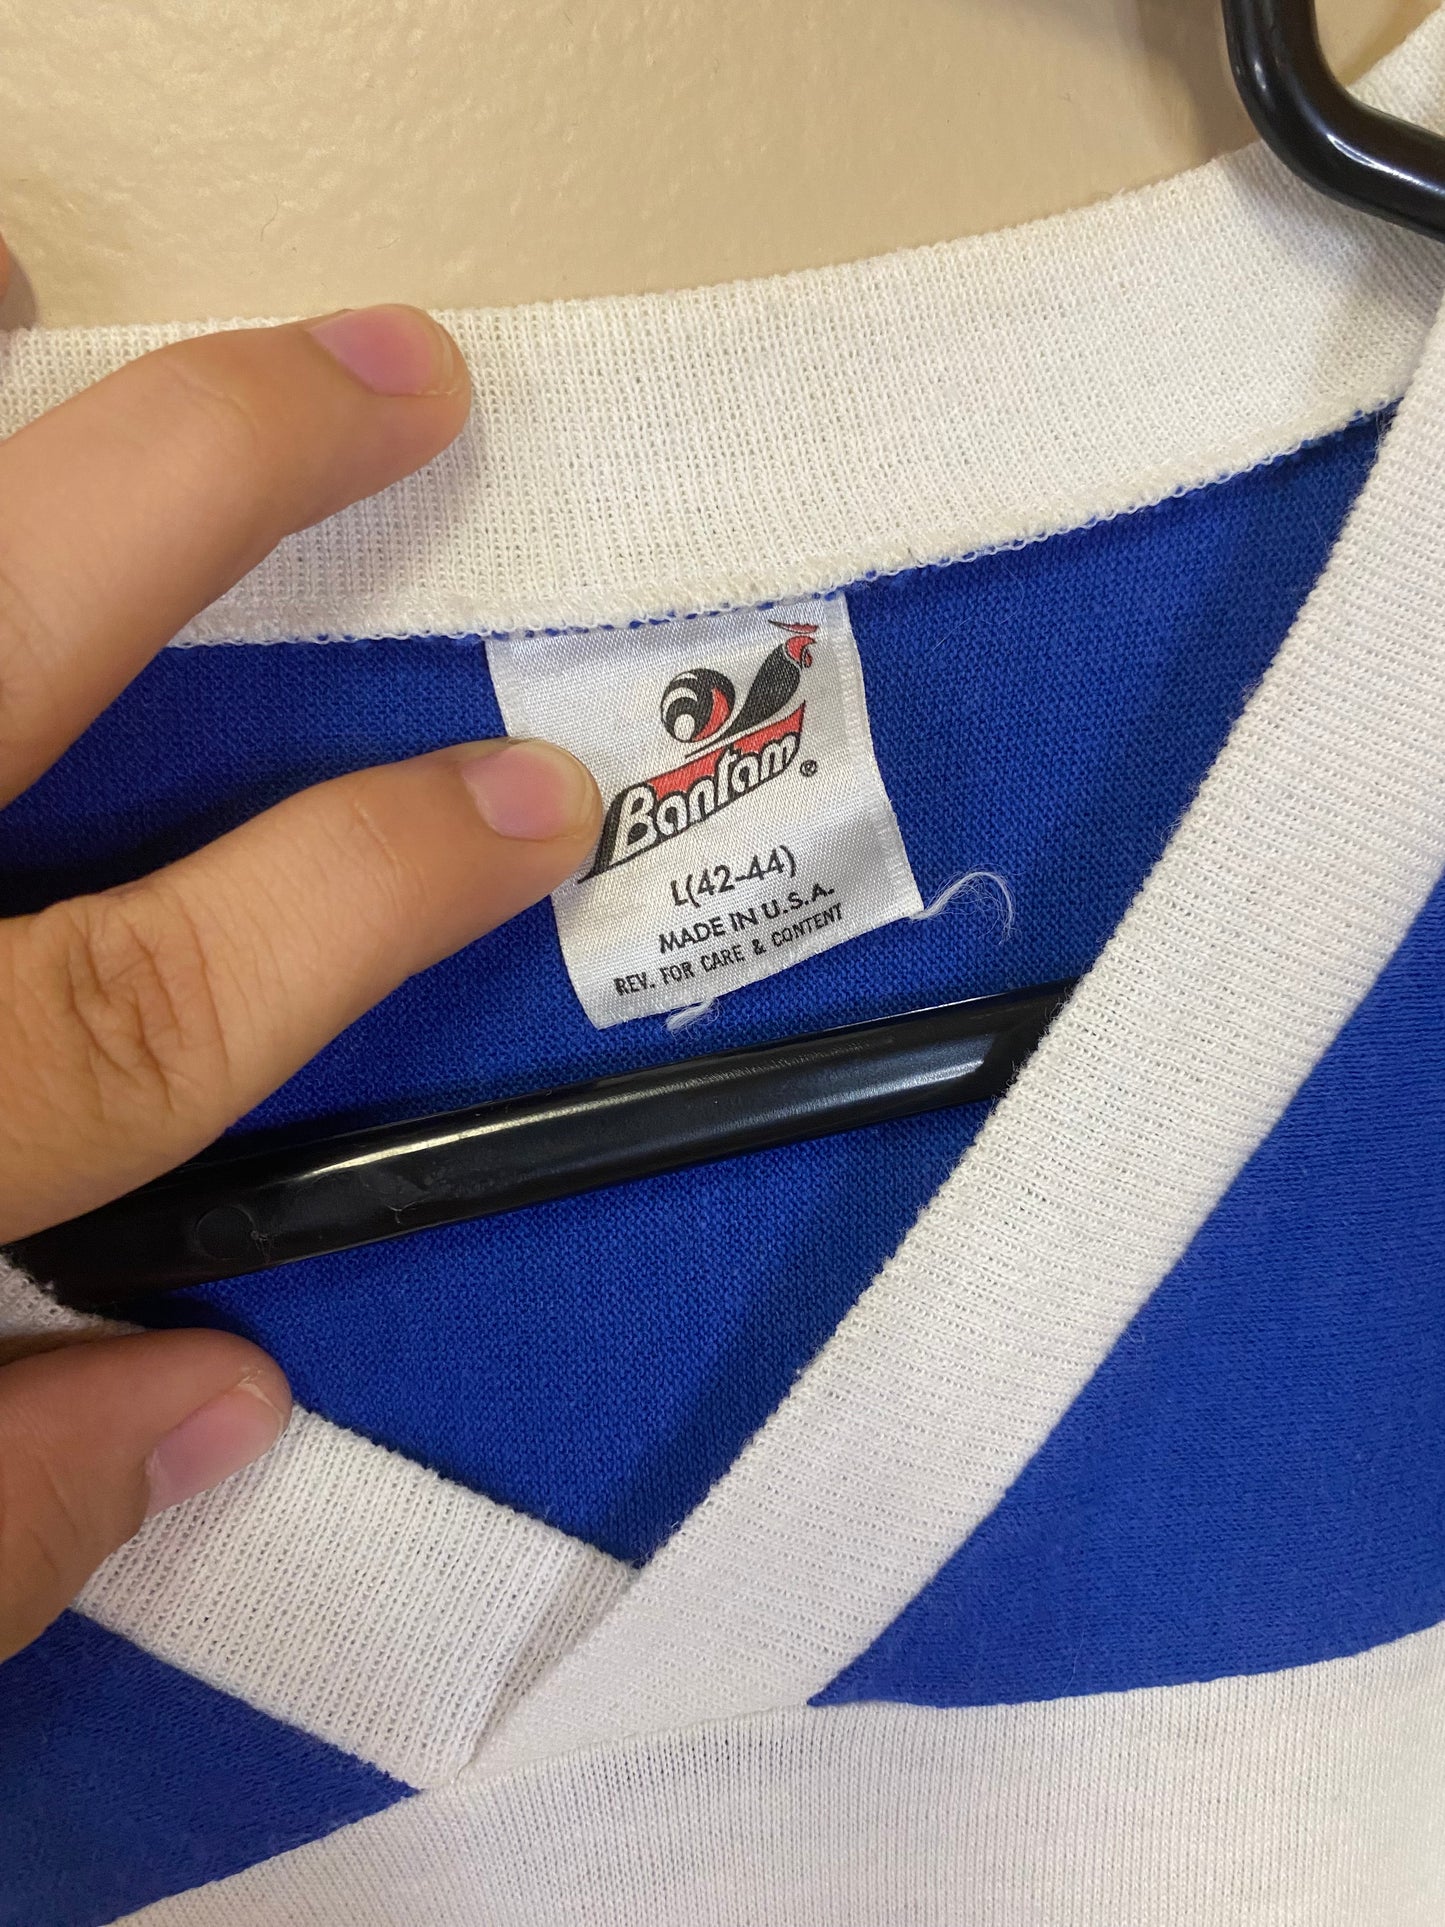 Bantam®
L(42-44)
MADE IN U.S.A.
REV. FOR CARE & CONTENT